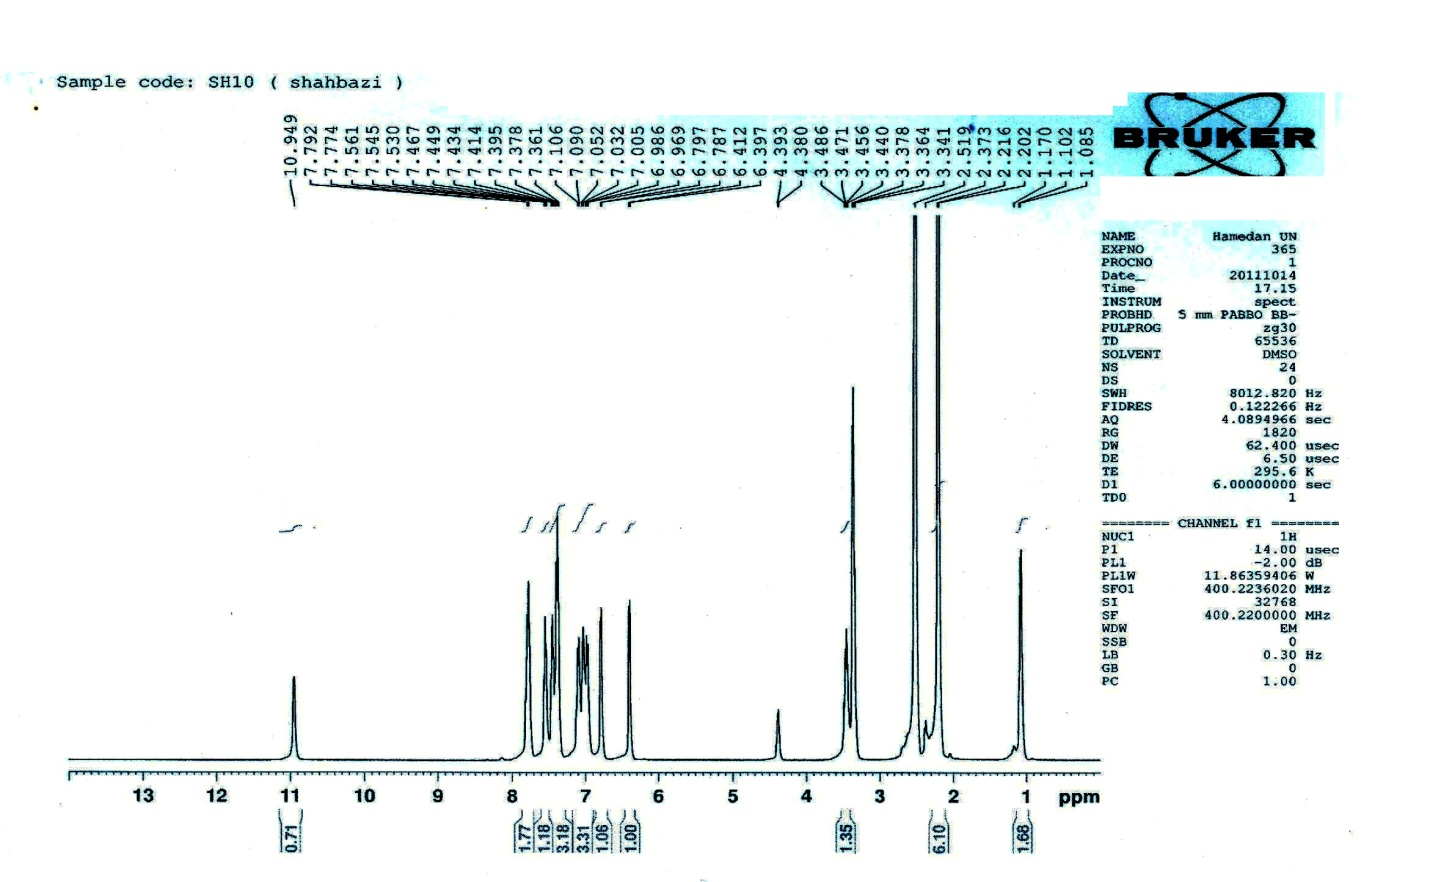 Sample code: SH10 ( shahbazi )
10.949
7.792
7.774
7.561
7.545
7.530
7.467
7.449
7.434
7.414
7.395
7.378
7.361
7.106
7.090
7.052
7.032
7.005
6.986
6.969
6.797
6.787
6.412
6.397
4.393
4.380
3.486
3.471
3.456
3.440
3.378
3.364
3.341
2.519
2.373
2.216
2.202
1.170
1.102
1.085
BRUKER
NAME Hamedan UN
EXPNO 365
PROCNO 1
Date_ 20111014
Time 17.15
INSTRUM spect
PROBHD 5 mm PABBO BB-
PULPROG zg30
TD 65536
SOLVENT DMSO
NS 24
DS 0
SWH 8012.820 Hz
FIDRES 0.122266 Hz
AQ 4.0894966 sec
RG 1820
DW 62.400 usec
DE 6.50 usec
TE 295.6 K
D1 6.00000000 sec
TD0 1
======== CHANNEL f1 ========
NUC1 1H
P1 14.00 usec
PL1 -2.00 dB
PL1W 11.86359406 W
SFO1 400.2236020 MHz
SI 32768
SF 400.2200000 MHz
WDW EM
SSB 0
LB 0.30 Hz
GB 0
PC 1.00
13 12 11 10 9 8 7 6 5 4 3 2 1 ppm
0.71
1.77
1.18
3.18
3.31
1.06
1.00
1.35
6.10
1.68